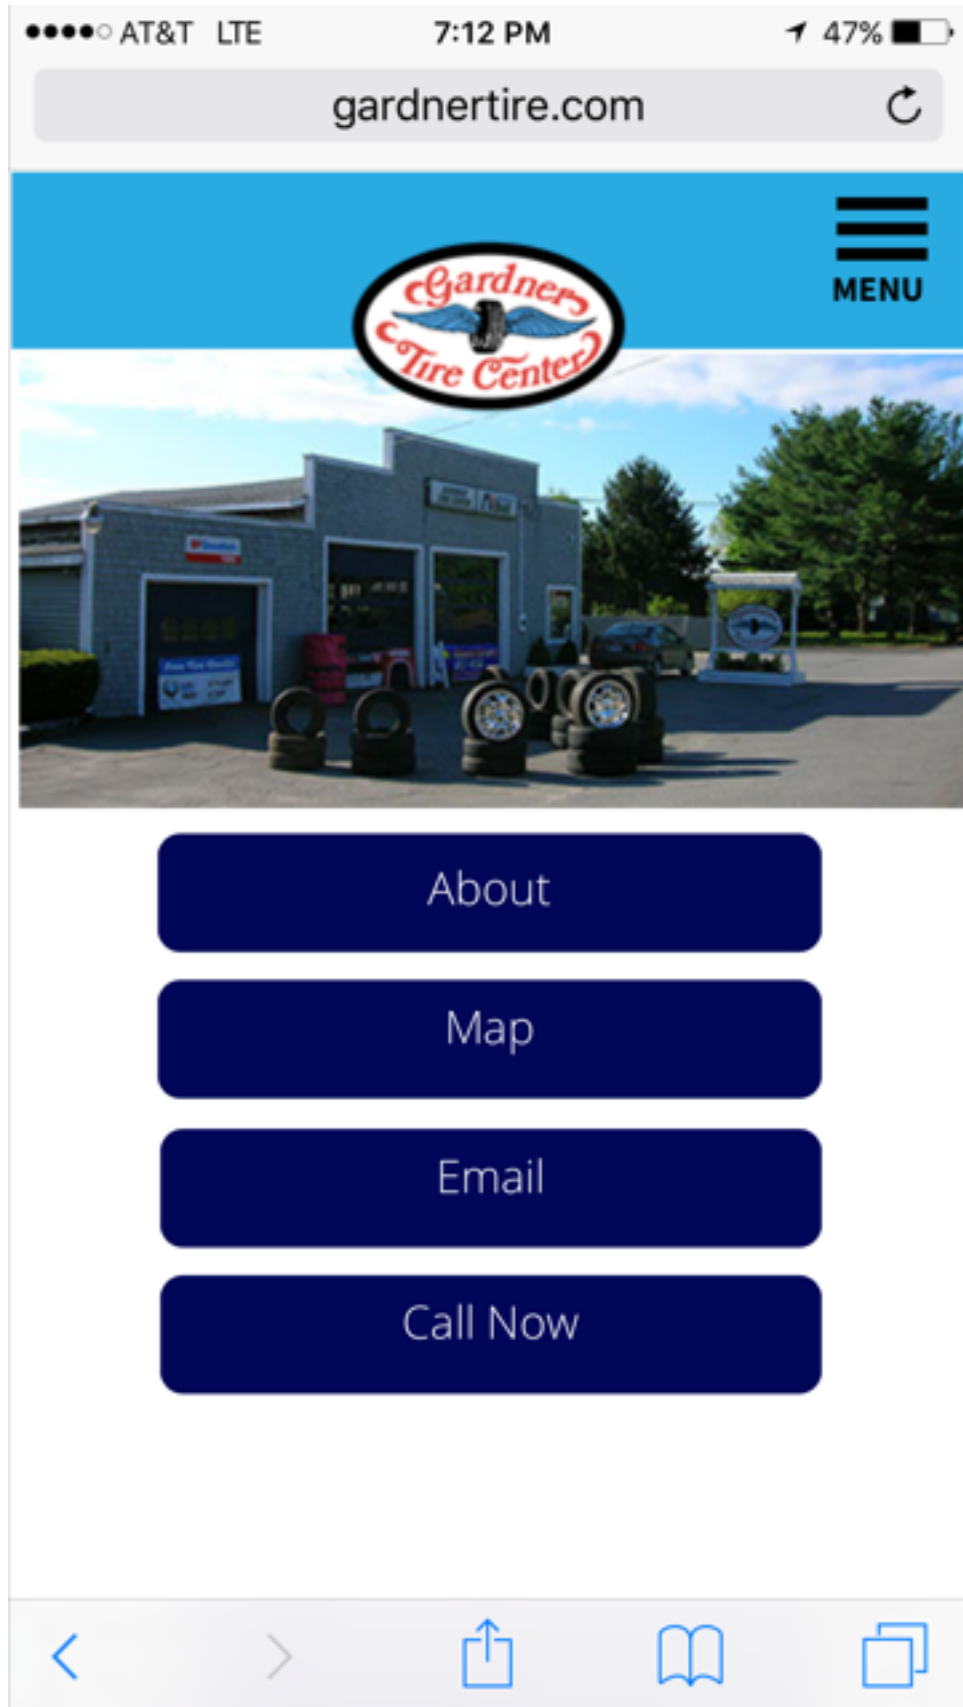 AT&T LTE 7:12 PM 47%
gardnertire.com
MENU
Gardner
Tire Center
About
Map
Email
Call Now